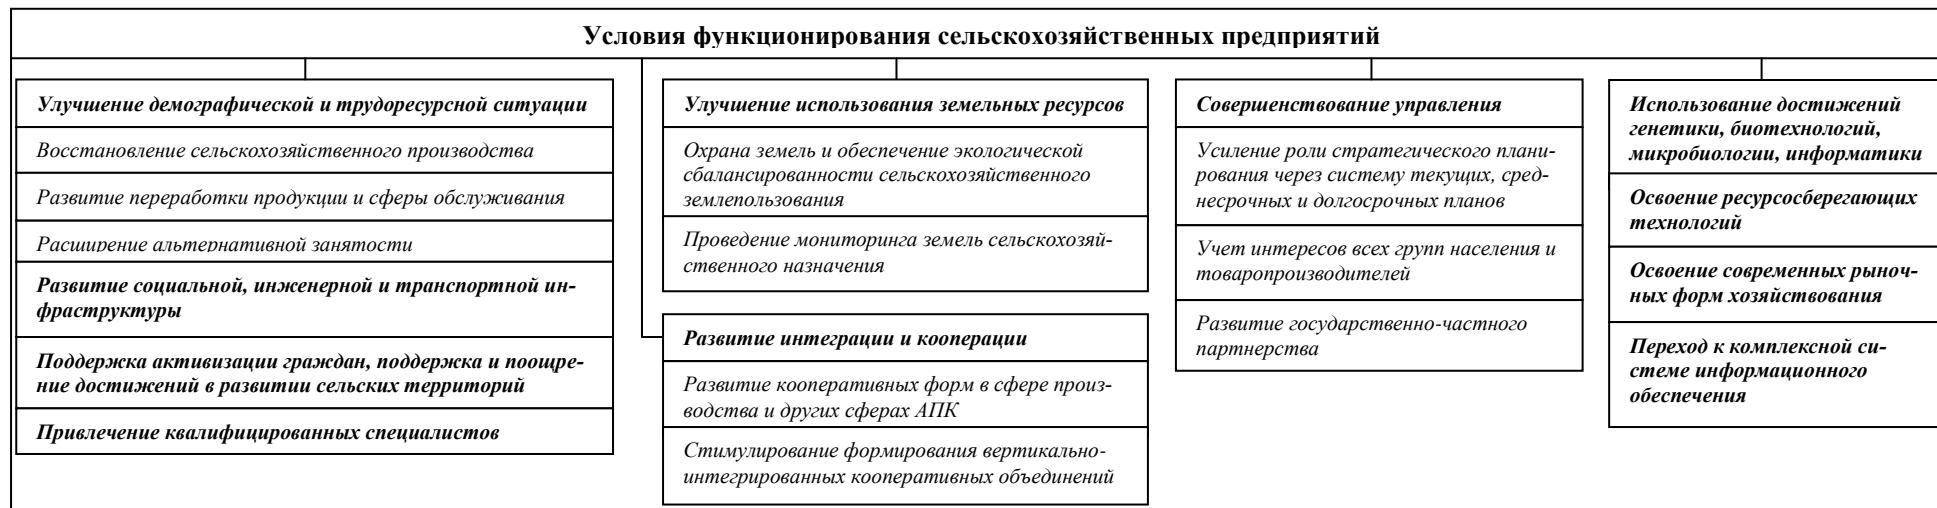 Условия функционирования сельскохозяйственных предприятий
Улучшение демографической и трудоресурсной ситуации
Восстановление сельскохозяйственного производства
Развитие переработки продукции и сферы обслуживания
Расширение альтернативной занятости
Развитие социальной, инженерной и транспортной ин-
фраструктуры
Поддержка активизации граждан, поддержка и поощре-
ние достижений в развитии сельских территорий
Привлечение квалифицированных специалистов
Улучшение использования земельных ресурсов
Охрана земель и обеспечение экологической
сбалансированности сельскохозяйственного
землепользования
Проведение мониторинга земель сельскохозяй-
ственного назначения
Развитие интеграции и кооперации
Развитие кооперативных форм в сфере произ-
водства и других сферах АПК
Стимулирование формирования вертикально-
интегрированных кооперативных объединений
Совершенствование управления
Усиление роли стратегического плани-
рования через систему текущих, сред-
несрочных и долгосрочных планов
Учет интересов всех групп населения и
товаропроизводителей
Развитие государственно-частного
партнерства
Использование достижений
генетики, биотехнологий,
микробиологии, информатики
Освоение ресурсосберегающих
технологий
Освоение современных рыноч-
ных форм хозяйствования
Переход к комплексной си-
стеме информационного
обеспечения